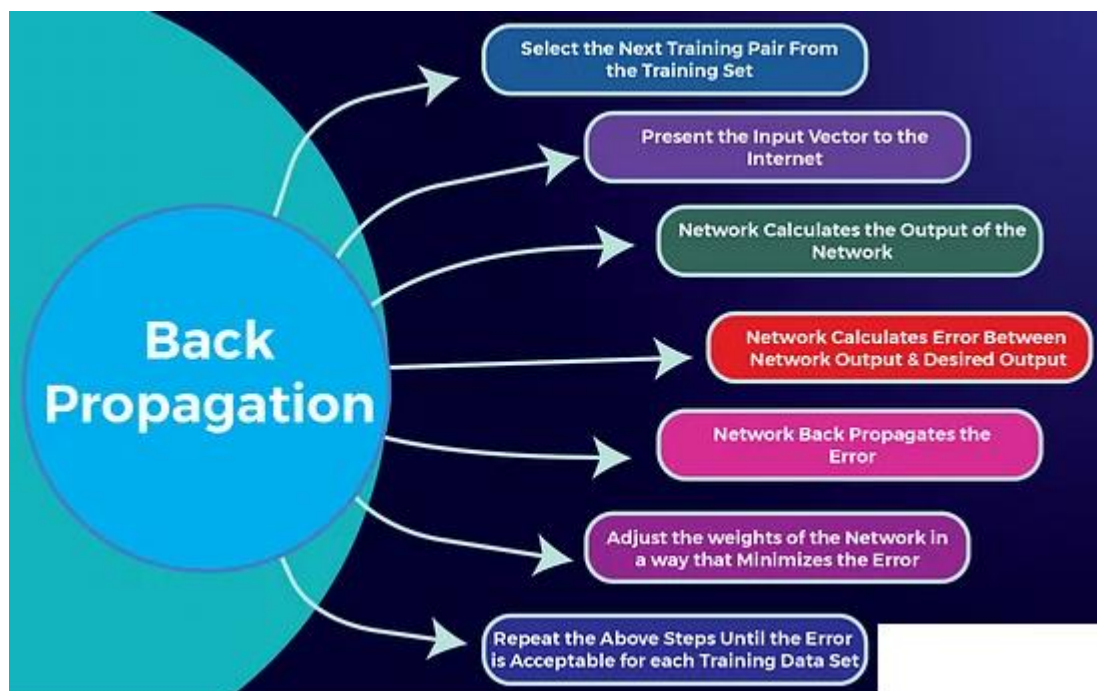 Back
Propagation
Select the Next Training Pair From
the Training Set
Present the Input Vector to the
Internet
Network Calculates the Output of the
Network
Network Calculates Error Between
Network Output & Desired Output
Network Back Propagates the
Error
Adjust the weights of the Network in
a way that Minimizes the Error
Repeat the Above Steps Until the Error
is Acceptable for each Training Data Set